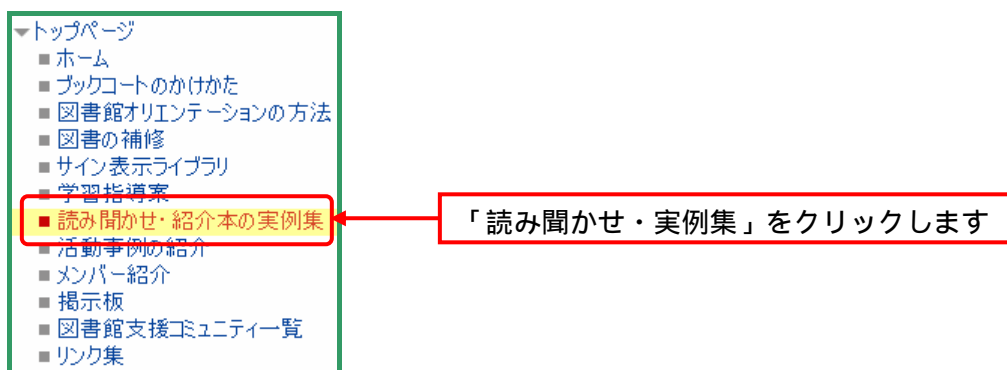 トップページ
ホーム
ブックコートのかけかた
図書館オリエンテーションの方法
図書の補修
サイン表示ライブラリ
学習指導案
読み聞かせ・紹介本の実例集
活動事例の紹介
メンバー紹介
掲示板
図書館支援コミュニティ一覧
リンク集
「読み聞かせ・実例集」をクリックします